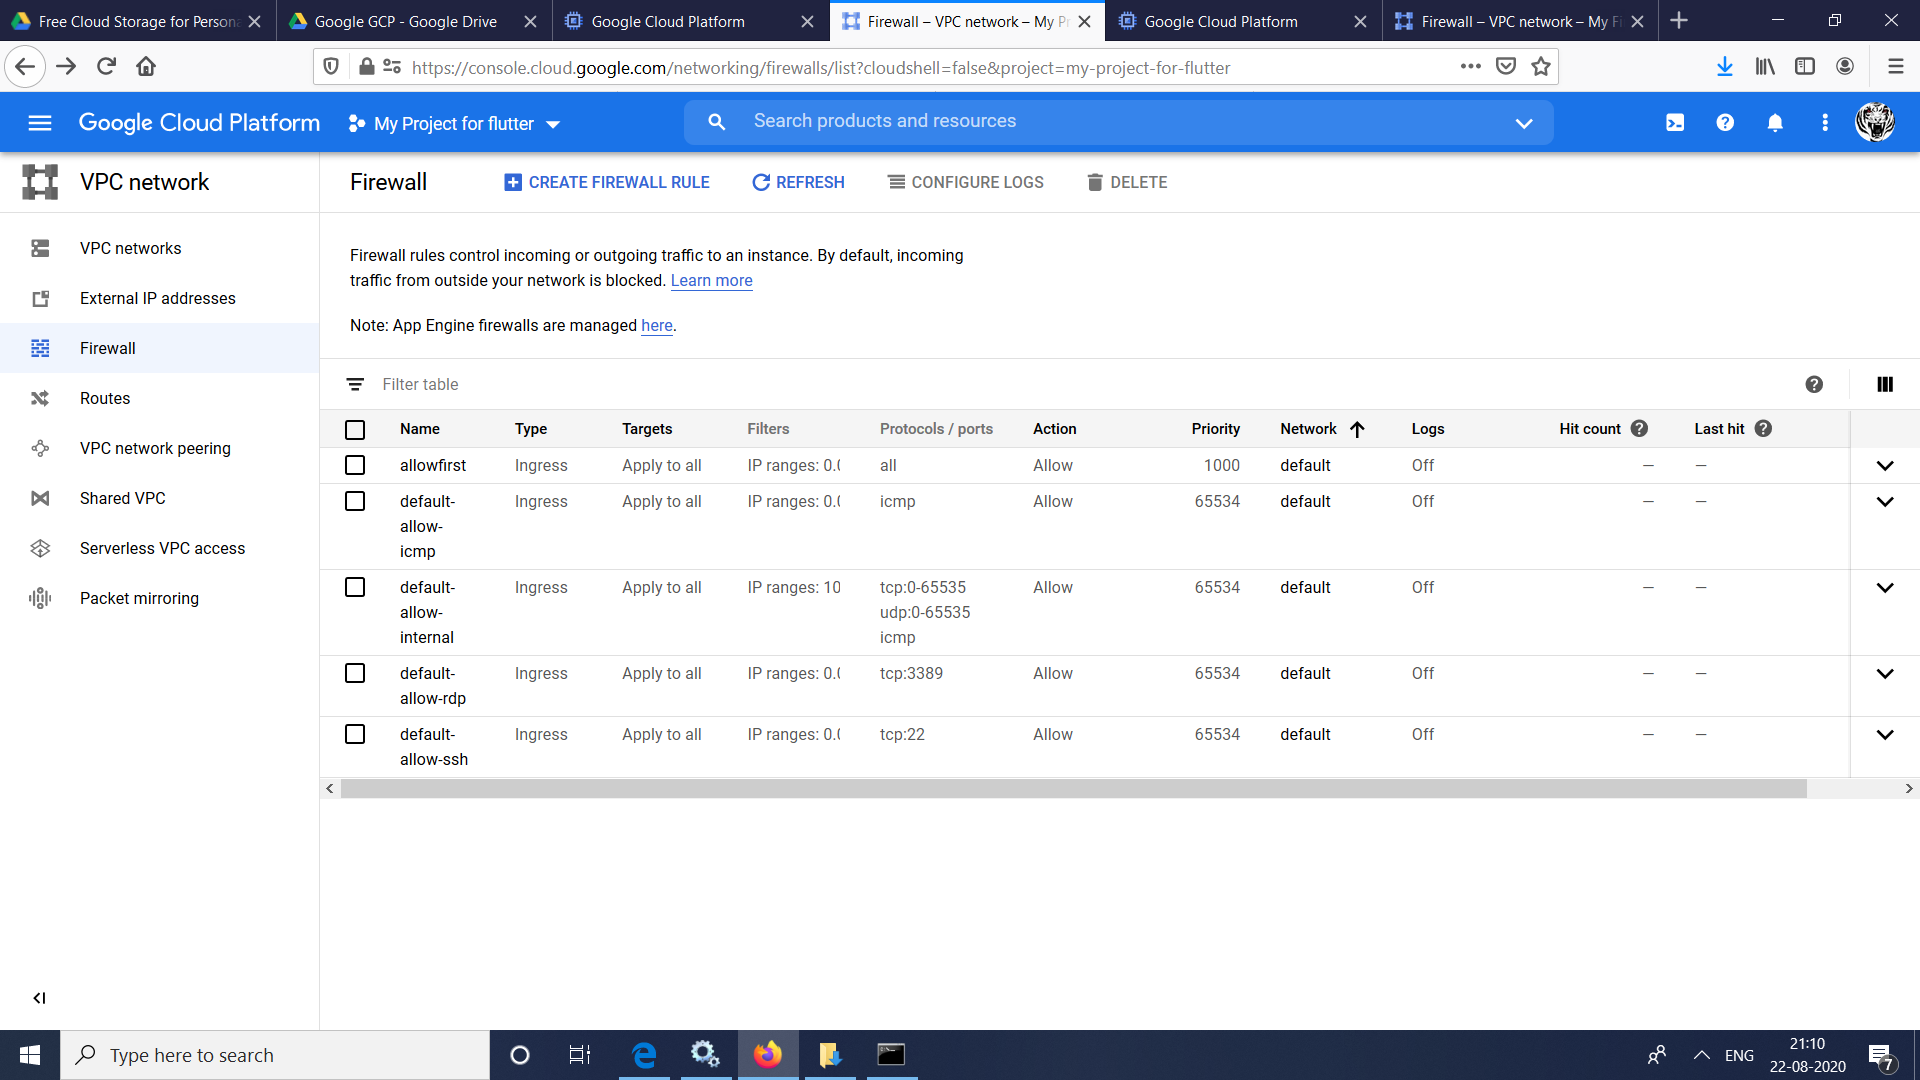 Free Cloud Storage for Persona
Google GCP - Google Drive
Google Cloud Platform
Firewall – VPC network – My Pr
Google Cloud Platform
Firewall – VPC network – My Fi
https://console.cloud.google.com/networking/firewalls/list?cloudshell=false&project=my-project-for-flutter
Google Cloud Platform
My Project for flutter
Search products and resources
VPC network
Firewall
CREATE FIREWALL RULE
REFRESH
CONFIGURE LOGS
DELETE
VPC networks
External IP addresses
Firewall
Routes
VPC network peering
Shared VPC
Serverless VPC access
Packet mirroring
Firewall rules control incoming or outgoing traffic to an instance. By default, incoming
traffic from outside your network is blocked. Learn more
Note: App Engine firewalls are managed here.
Filter table
Name Type Targets Filters Protocols / ports Action Priority Network Logs Hit count Last hit
allowfirst Ingress Apply to all IP ranges: 0.0 all Allow 1000 default Off — —
default- Ingress Apply to all IP ranges: 0.0 icmp Allow 65534 default Off — —
allow-
icmp
default- Ingress Apply to all IP ranges: 10 tcp:0-65535 Allow 65534 default Off — —
allow- udp:0-65535
internal icmp
default- Ingress Apply to all IP ranges: 0.0 tcp:3389 Allow 65534 default Off — —
allow-rdp
default- Ingress Apply to all IP ranges: 0.0 tcp:22 Allow 65534 default Off — —
allow-ssh
Type here to search
ENG
21:10
22-08-2020
7